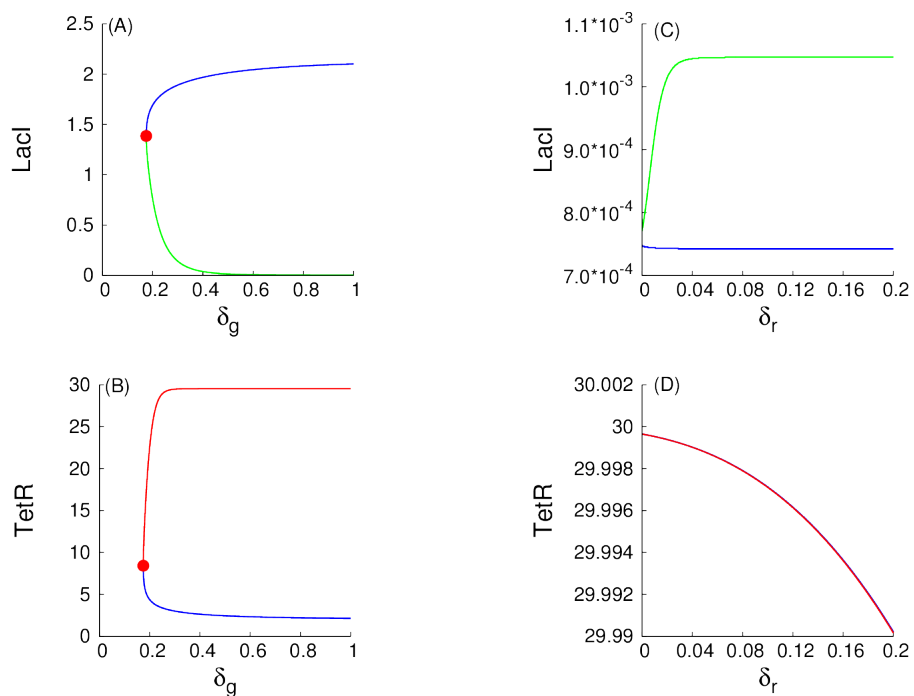 (A)
LacI
2.5
2
1.5
1
0.5
0
0 0.2 0.4 0.6 0.8 1
δg
(C)
LacI
1.1*10-3
1.0*10-3
9.0*10-4
8.0*10-4
7.0*10-4
0 0.04 0.08 0.12 0.16 0.2
δr
(B)
TetR
30
25
20
15
10
5
0
0 0.2 0.4 0.6 0.8 1
δg
(D)
TetR
30.002
30
29.998
29.996
29.994
29.992
29.99
0 0.04 0.08 0.12 0.16 0.2
δr